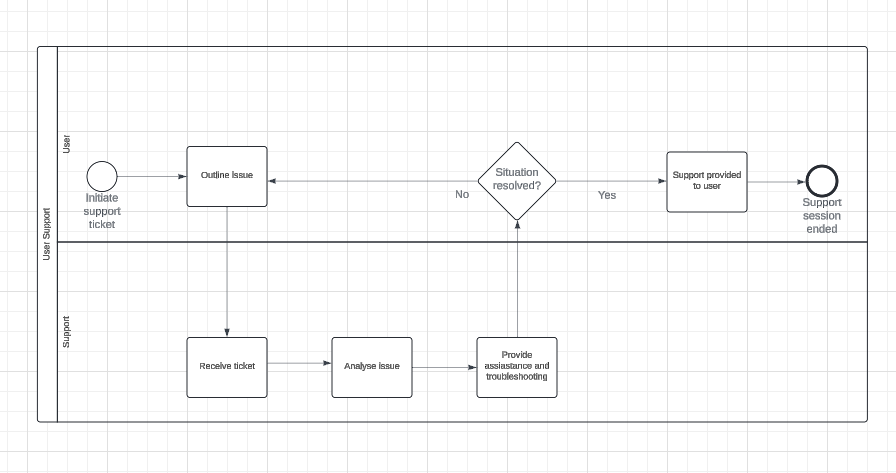 User Support
User
Initiate
support
ticket
Outline issue
No
Situation
resolved?
Yes
Support provided
to user
Support
session
ended
Support
Receive ticket
Analyse issue
Provide
assiastance and
troubleshooting